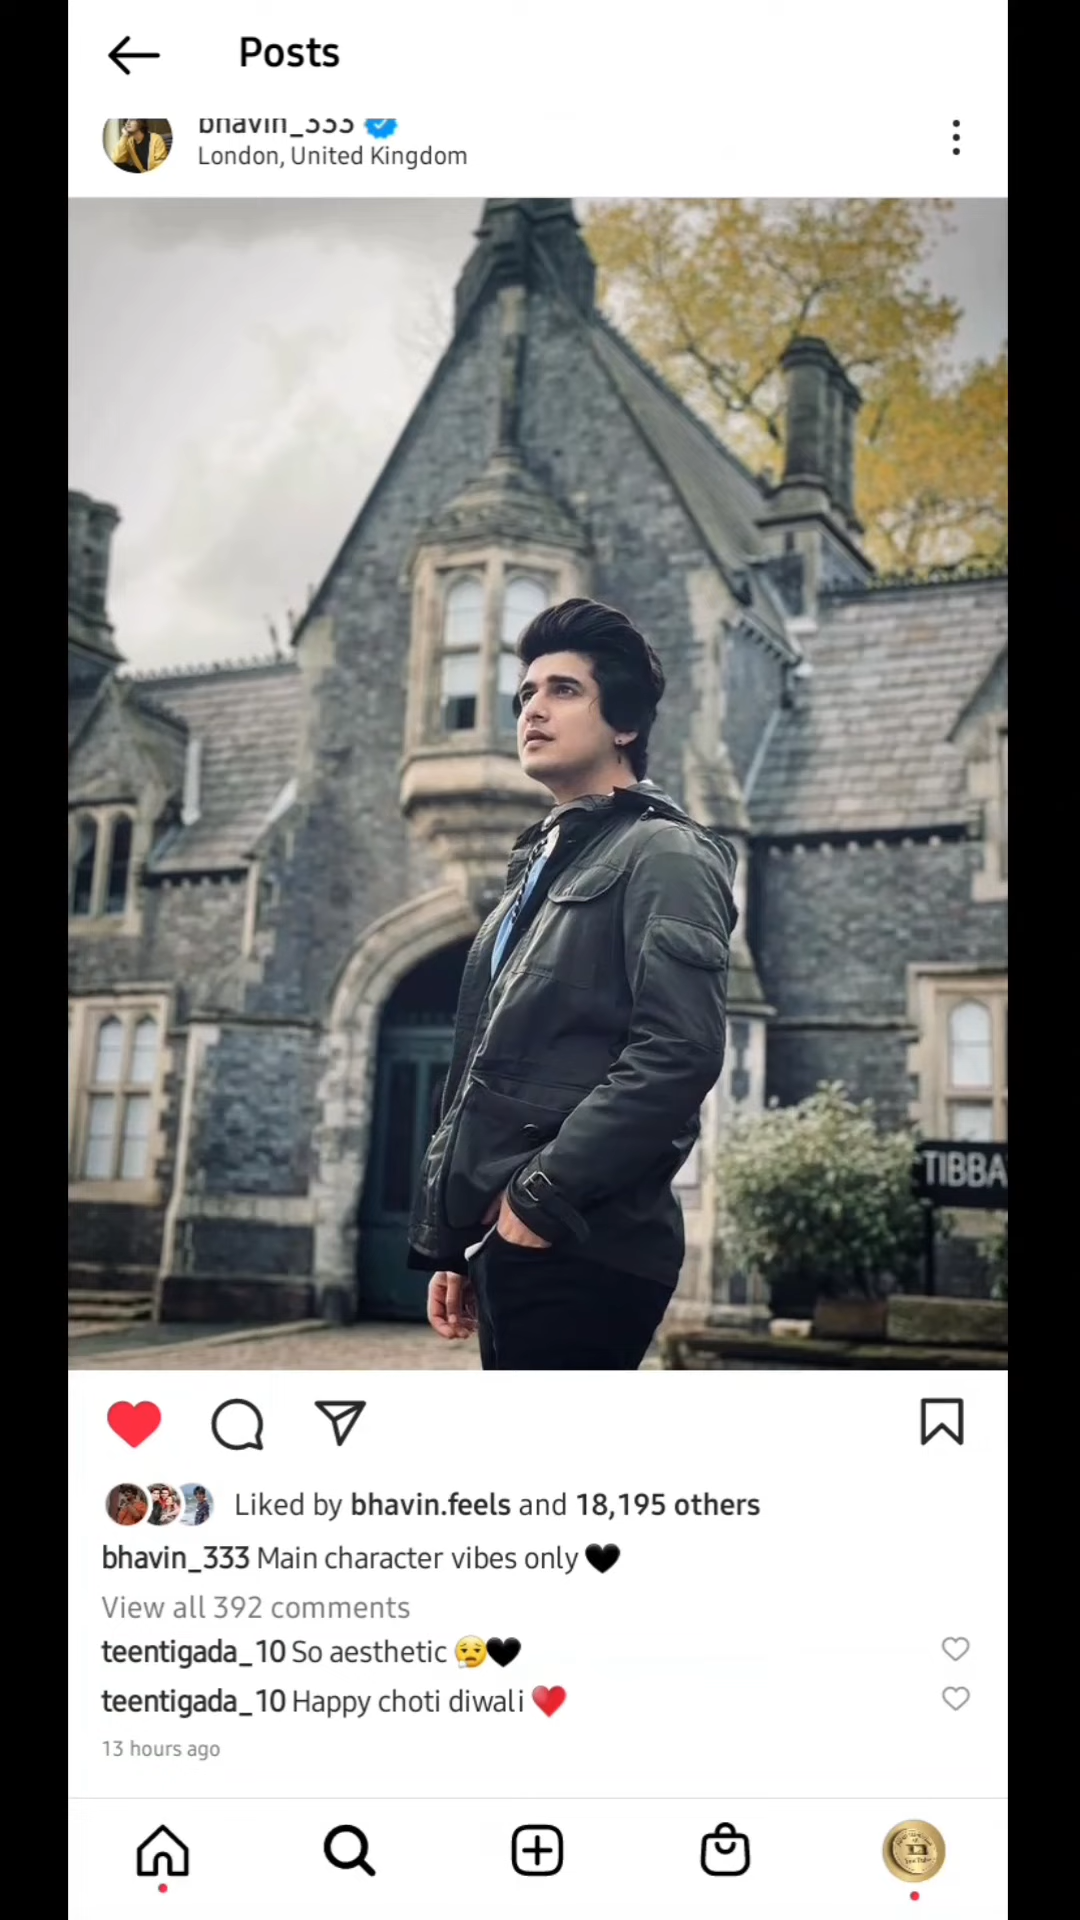 Posts
bhavin_333
London, United Kingdom
TIBBA
Liked by bhavin.feels and 18,195 others
bhavin_333 Main character vibes only🖤
View all 392 comments
teentigada_10 So aesthetic 😮‍💨🖤
teentigada_10 Happy choti diwali ❤️
13 hours ago